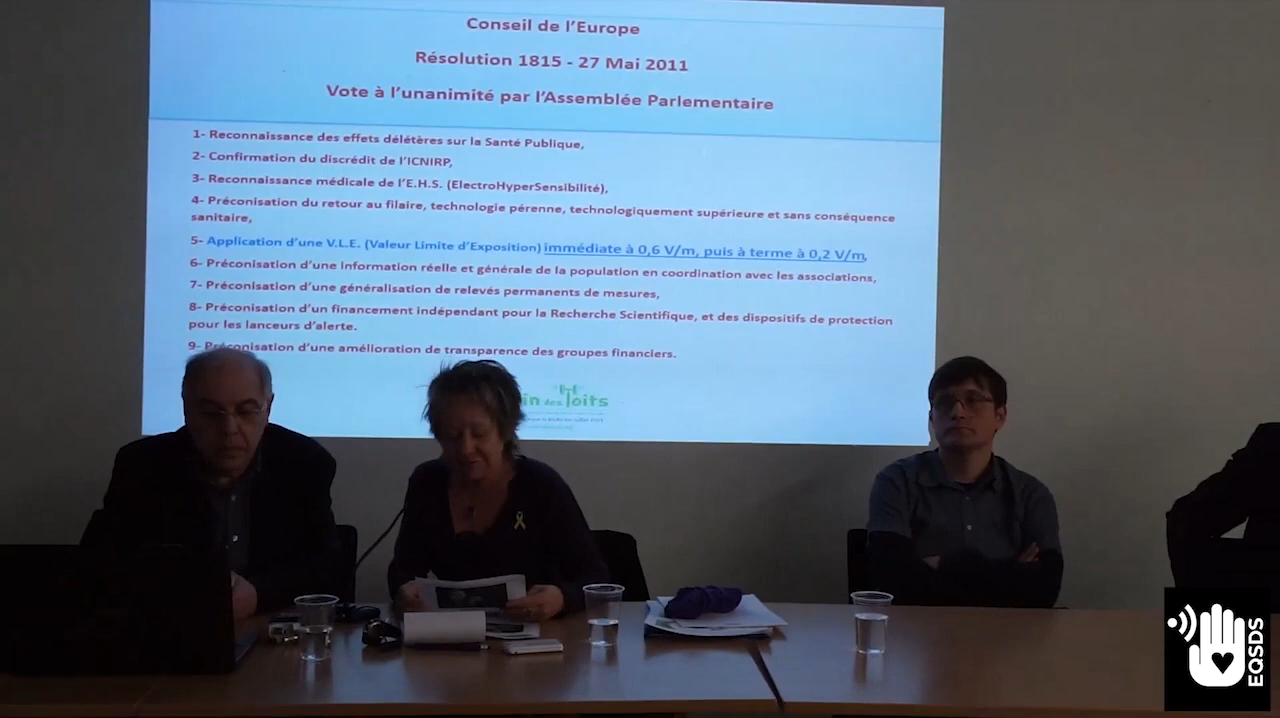 Conseil de l'Europe
Résolution 1815 - 27 Mai 2011
Vote à l'unanimité par l'Assemblée Parlementaire
1- Reconnaissance des effets délétères sur la Santé Publique,
2- Confirmation du discrédit de l'ICNIRP,
3- Reconnaissance médicale de l'E.H.S. (ElectroHyperSensibilité),
4- Préconisation du retour au filaire, technologie pérenne, technologiquement supérieure et sans conséquence
sanitaire,
5- Application d'une V.L.E. (Valeur Limite d'Exposition) immédiate à 0,6 V/m, puis à terme à 0,2 V/m,
6- Préconisation d'une Information réelle et générale de la population en coordination avec les associations,
7- Préconisation d'une généralisation de relevés permanents de mesures,
8- Préconisation d'un financement indépendant pour la Recherche Scientifique, et des dispositifs de protection
pour les lanceurs d'alerte.
9- Préconisation d'une amélioration de transparence des groupes financiers.
des Toits
EQSDS